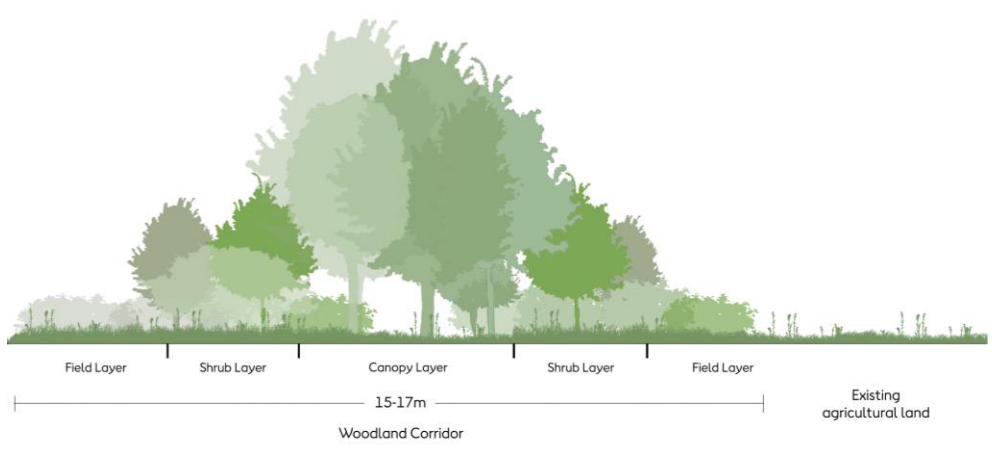 Field Layer
Shrub Layer
Canopy Layer
Shrub Layer
Field Layer
15-17m
Woodland Corridor
Existing
agricultural land